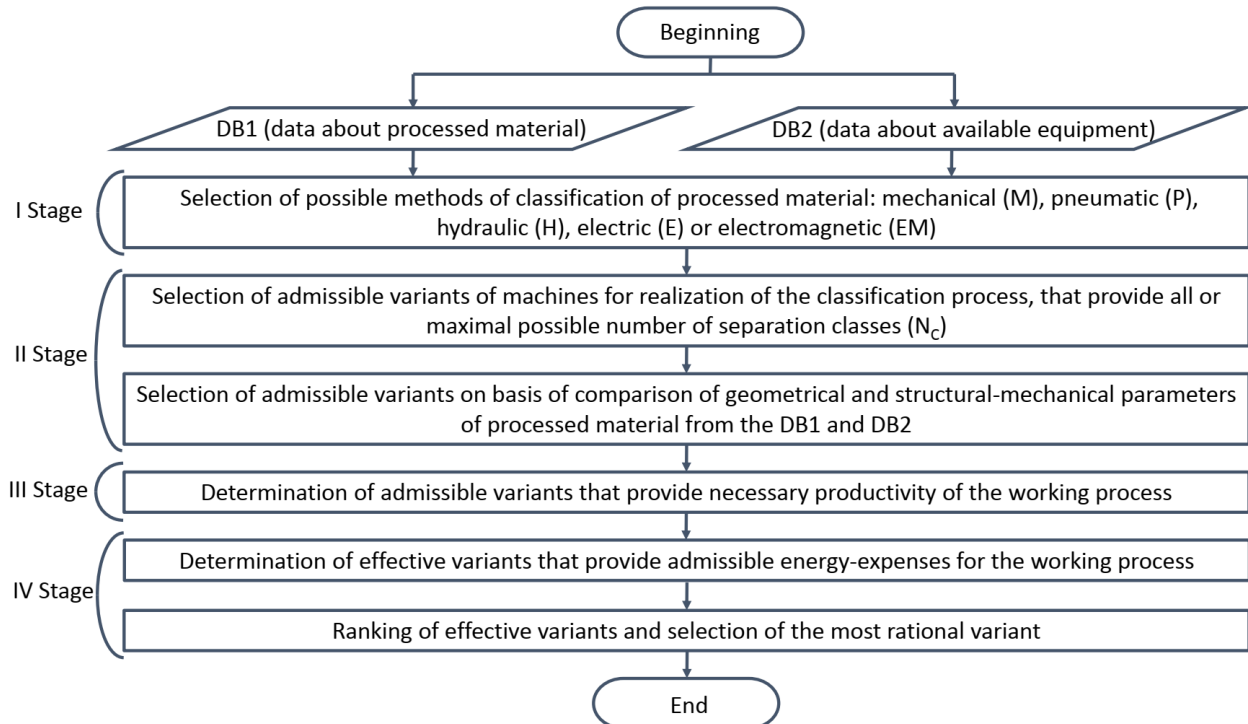 Beginning
DB1 (data about processed material)
DB2 (data about available equipment)
I Stage
Selection of possible methods of classification of processed material: mechanical (M), pneumatic (P),
hydraulic (H), electric (E) or electromagnetic (EM)
II Stage
Selection of admissible variants of machines for realization of the classification process, that provide all or
maximal possible number of separation classes (N_C)
Selection of admissible variants on basis of comparison of geometrical and structural-mechanical parameters
of processed material from the DB1 and DB2
III Stage
Determination of admissible variants that provide necessary productivity of the working process
IV Stage
Determination of effective variants that provide admissible energy-expenses for the working process
Ranking of effective variants and selection of the most rational variant
End